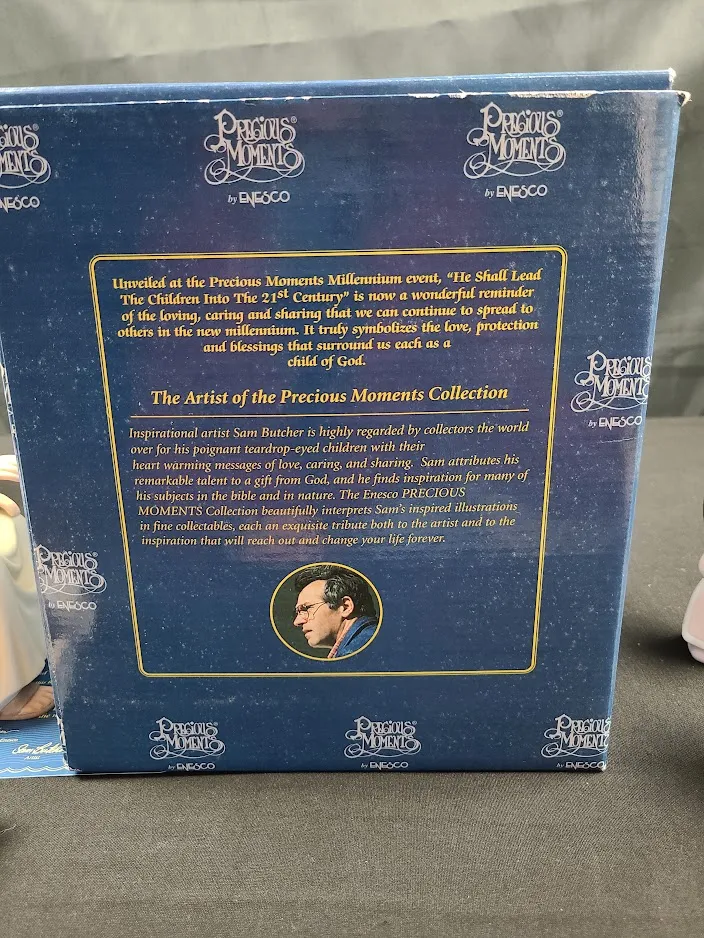 PRECIOUS
MOMENTS
by ENESCO
PRECIOUS®
MOMENTS
by ENESCO
PRECIOUS®
MOMENTS
by ENESCO
Unveiled at the Precious Moments Millennium event, “He Shall Lead
The Children Into The 21st Century” is now a wonderful reminder
of the loving, caring and sharing that we can continue to spread to
others in the new millennium. It truly symbolizes the love, protection
and blessings that surround us each as a
child of God.
PRECIOUS
MOMENTS
by ENESCO
The Artist of the Precious Moments Collection
Inspirational artist Sam Butcher is highly regarded by collectors the world
over for his poignant teardrop-eyed children with their
heart warming messages of love, caring, and sharing. Sam attributes his
remarkable talent to a gift from God, and he finds inspiration for many of
his subjects in the bible and in nature. The Enesco PRECIOUS
MOMENTS Collection beautifully interprets Sam's inspired illustrations
in fine collectables, each an exquisite tribute both to the artist and to the
inspiration that will reach out and change your life forever.
PRECIOUS®
MOMENTS
by ENESCO
PRECIOUS®
MOMENTS
by ENESCO
PRECIOUS®
MOMENTS
by ENESCO
PRECIOUS
MOMENTS
by ENESCO